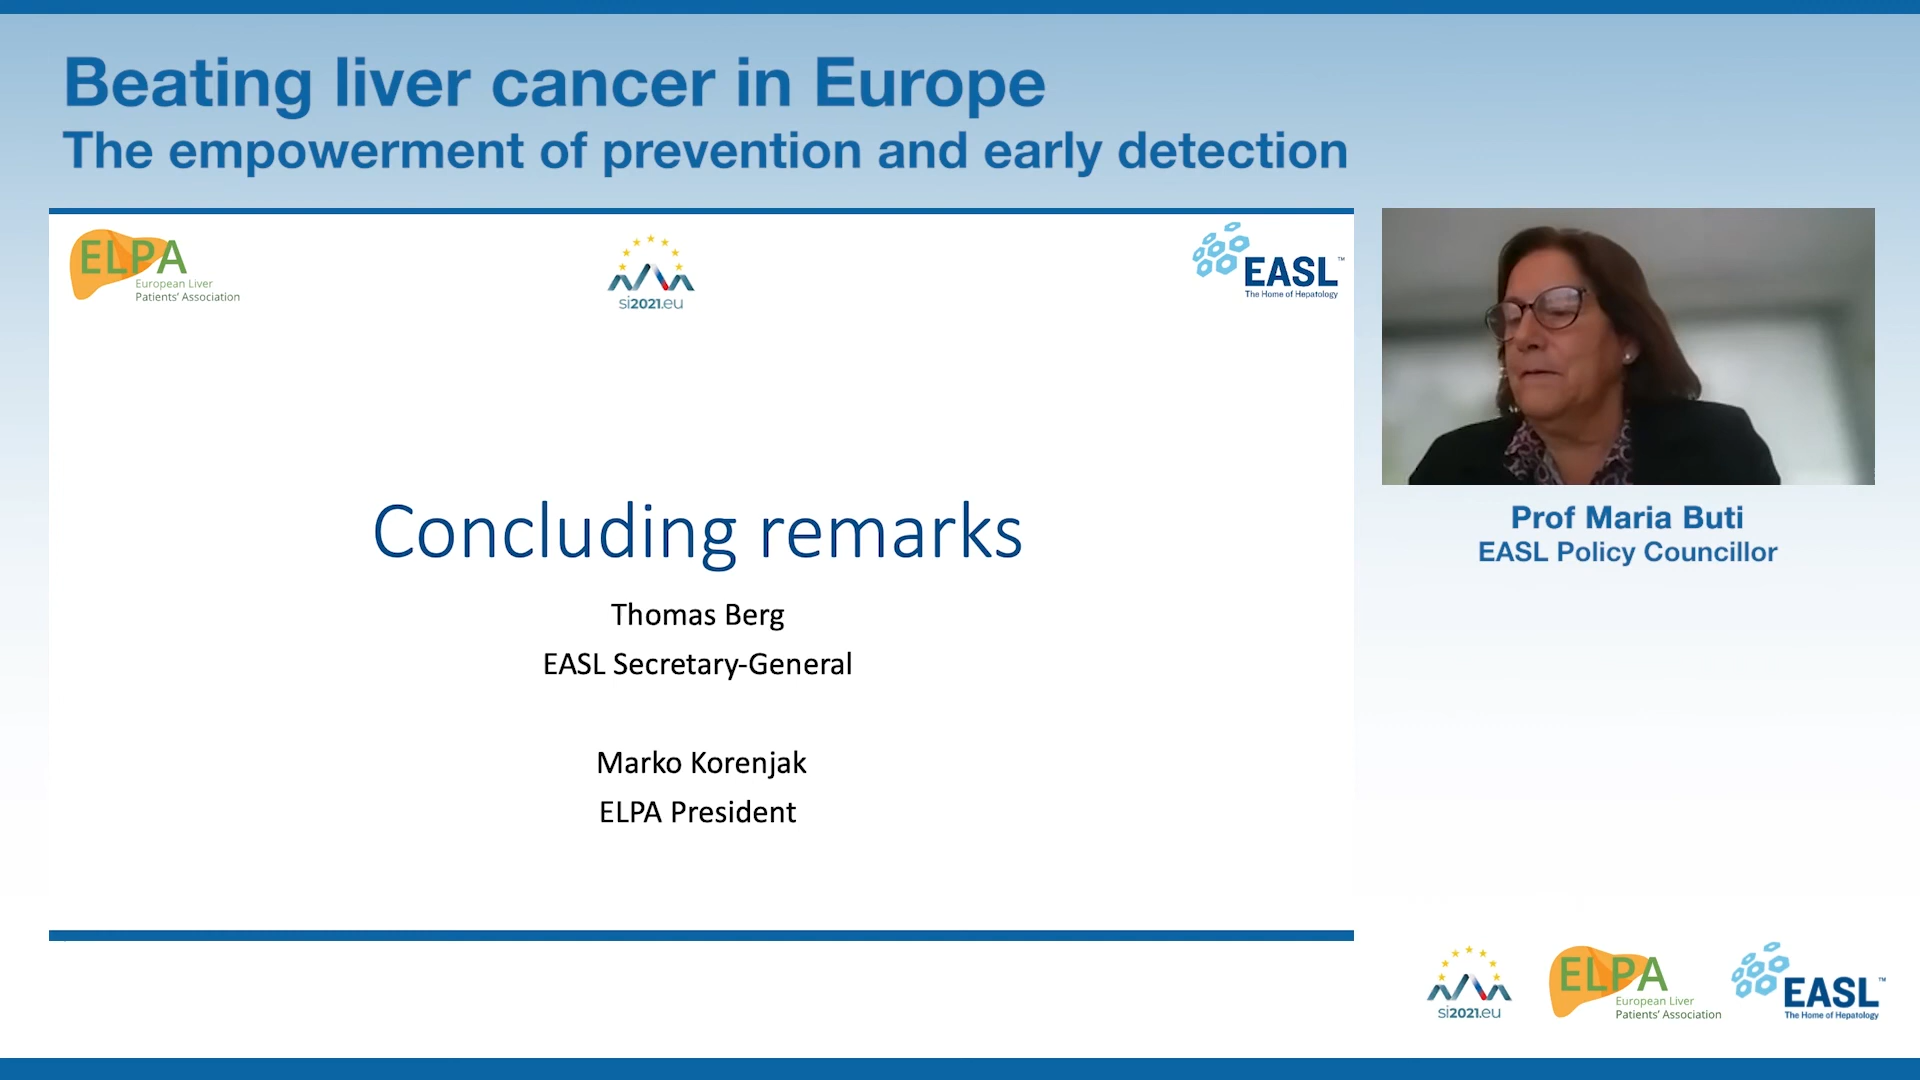 Beating liver cancer in Europe
The empowerment of prevention and early detection
ELPA
European Liver
Patients' Association
si2021.eu
EASL™
The Home of Hepatology
Concluding remarks
Thomas Berg
EASL Secretary-General
Marko Korenjak
ELPA President
Prof Maria Buti
EASL Policy Councillor
si2021.eu
ELPA
European Liver
Patients' Association
EASL™
The Home of Hepatology